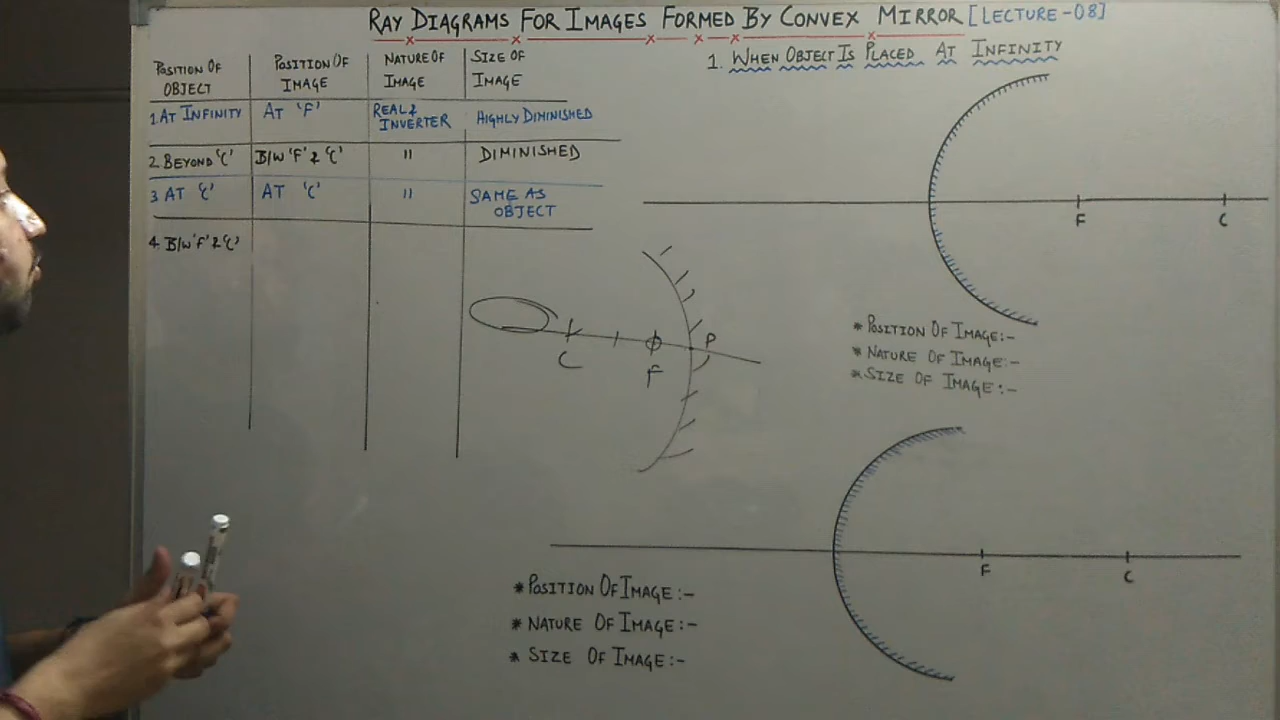 RAY DIAGRAMS FOR IMAGES FORMED BY CONVEX MIRROR [LECTURE-08]
POSITION OF OBJECT
POSITION OF IMAGE
NATURE OF IMAGE
SIZE OF IMAGE
1 AT INFINITY
AT 'F'
REAL & INVERTER
HIGHLY DIMINISHED
2 BEYOND 'C'
B/W 'F' & 'C'
"
DIMINISHED
3 AT 'C'
AT 'C'
"
SAME AS OBJECT
4 B/W 'F' & 'C'
C
F
P
1. WHEN OBJECT IS PLACED AT INFINITY
F
C
* POSITION OF IMAGE:-
* NATURE OF IMAGE:-
* SIZE OF IMAGE:-
F
C
* POSITION OF IMAGE:-
* NATURE OF IMAGE:-
* SIZE OF IMAGE:-